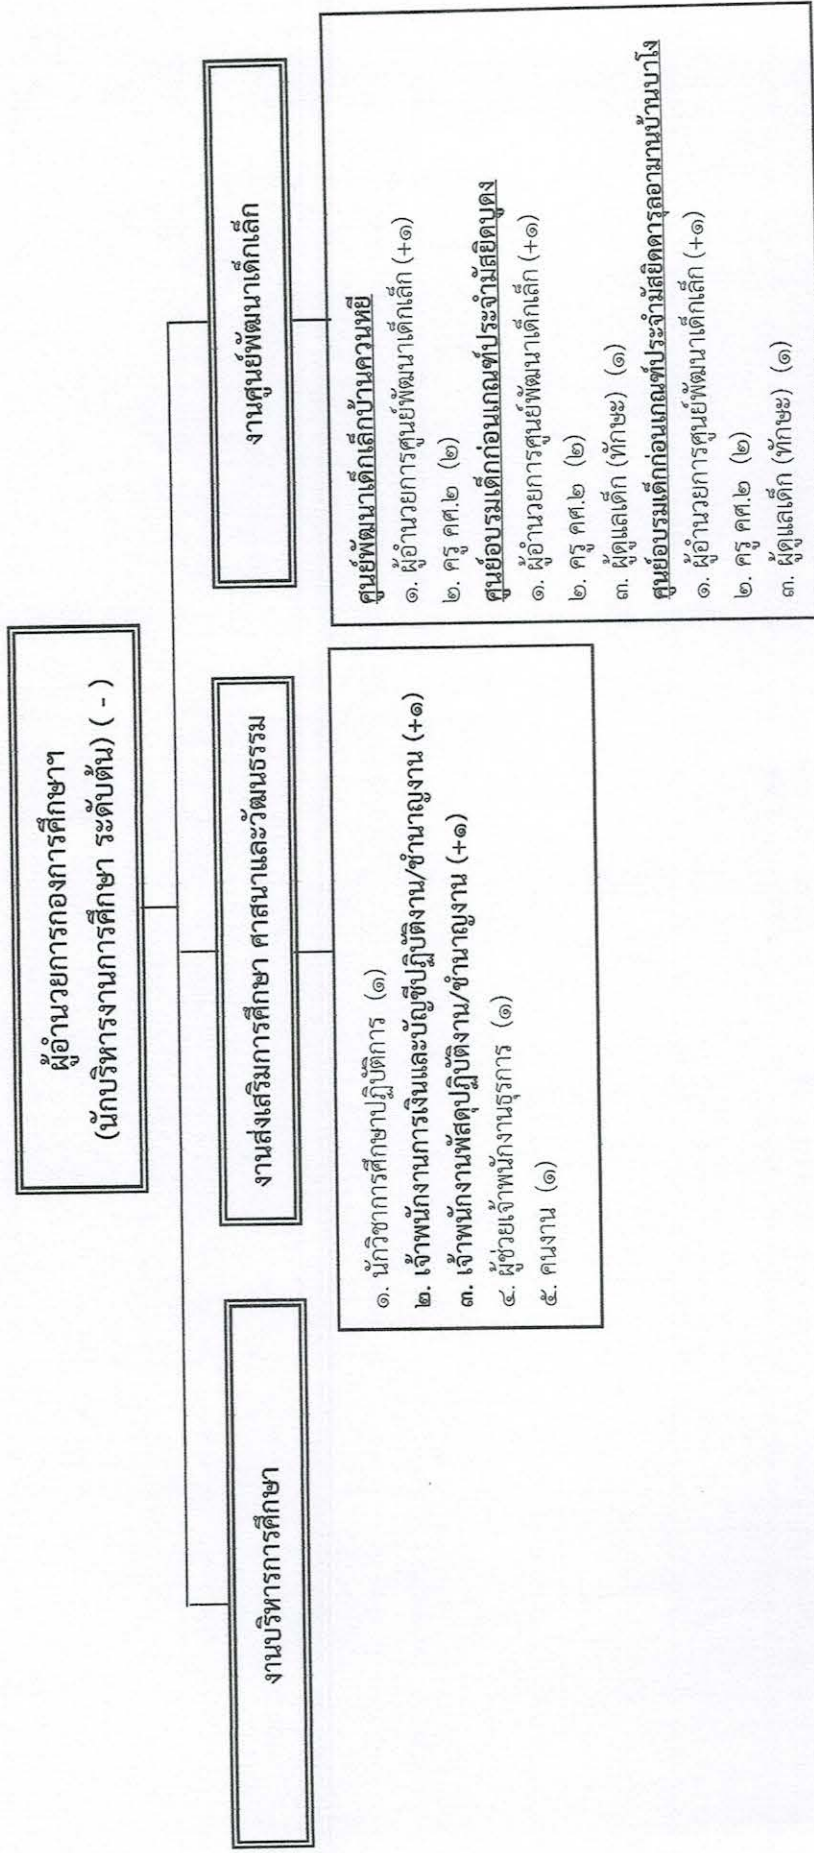 ผู้อำนวยการกองการศึกษาฯ
(นักบริหารงานการศึกษา ระดับต้น) ( - )
งานบริหารการศึกษา
งานส่งเสริมการศึกษา ศาสนาและวัฒนธรรม
๑. นักวิชาการศึกษาปฏิบัติการ (๑)
๒. เจ้าพนักงานการเงินและบัญชีปฏิบัติงาน/ชำนาญงาน (+๑)
๓. เจ้าพนักงานพัสดุปฏิบัติงาน/ชำนาญงาน (+๑)
๔. ผู้ช่วยเจ้าพนักงานธุรการ (๑)
๕. คนงาน (๑)
งานศูนย์พัฒนาเด็กเล็ก
ศูนย์พัฒนาเด็กเล็กบ้านควนหยี
๑. ผู้อำนวยการศูนย์พัฒนาเด็กเล็ก (+๑)
๒. ครู คศ.๒ (๒)
ศูนย์อบรมเด็กก่อนเกณฑ์ประจำมัสยิดบูดง
๑. ผู้อำนวยการศูนย์พัฒนาเด็กเล็ก (+๑)
๒. ครู คศ.๒ (๒)
๓. ผู้ดูแลเด็ก (ทักษะ) (๑)
ศูนย์อบรมเด็กก่อนเกณฑ์ประจำมัสยิดดารุลอามานบ้านบาโง
๑. ผู้อำนวยการศูนย์พัฒนาเด็กเล็ก (+๑)
๒. ครู คศ.๒ (๒)
๓. ผู้ดูแลเด็ก (ทักษะ) (๑)